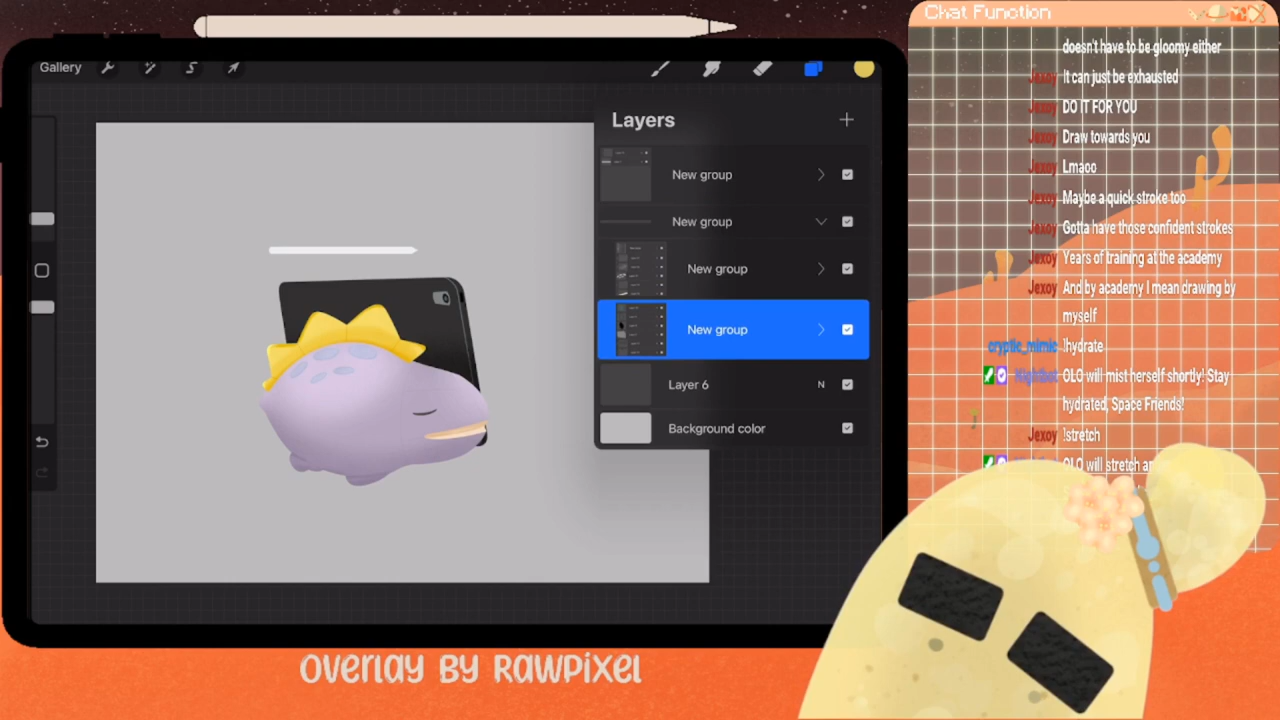 Chat Function
Gallery
Layers
New group
New group
New group
New group
Layer 6
N
Background color
doesn't have to be gloomy either
Jexoy It can just be exhausted
Jexoy DO IT FOR YOU
Jexoy Draw towards you
Jexoy Lmaoo
Jexoy Maybe a quick stroke too
Jexoy Gotta have those confident strokes
Jexoy Years of training at the academy
Jexoy And by academy I mean drawing by
myself
cryptic_mimic !hydrate
Nightbot OLO will mist herself shortly! Stay
hydrated, Space Friends!
Jexoy !stretch
OLO will stretch
Overlay by Rawpixel